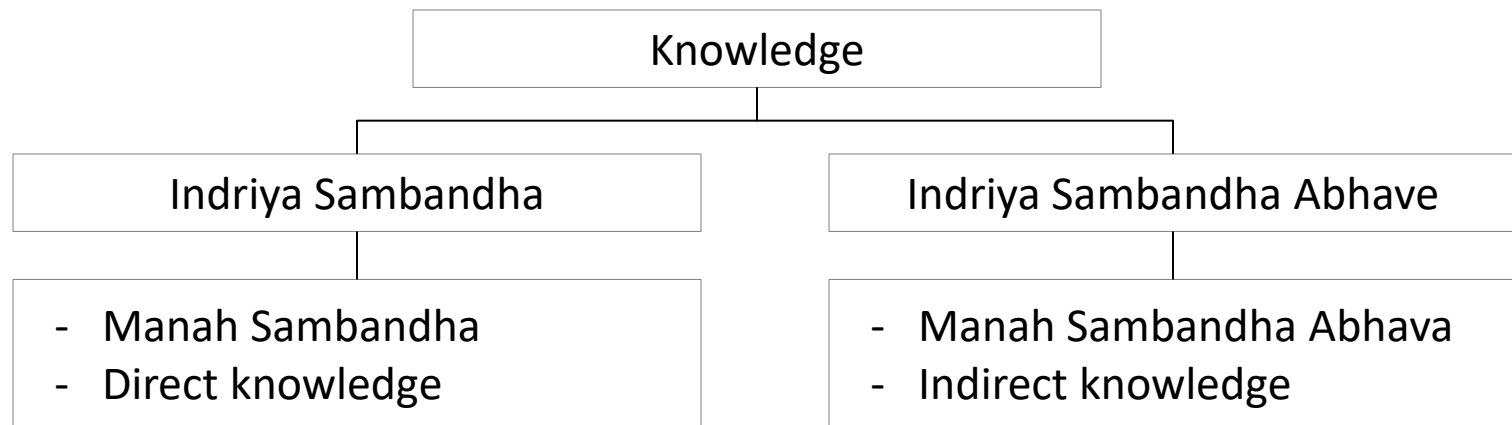 Knowledge
Indriya Sambandha
Indriya Sambandha Abhave
- Manah Sambandha
- Direct knowledge
- Manah Sambandha Abhava
- Indirect knowledge